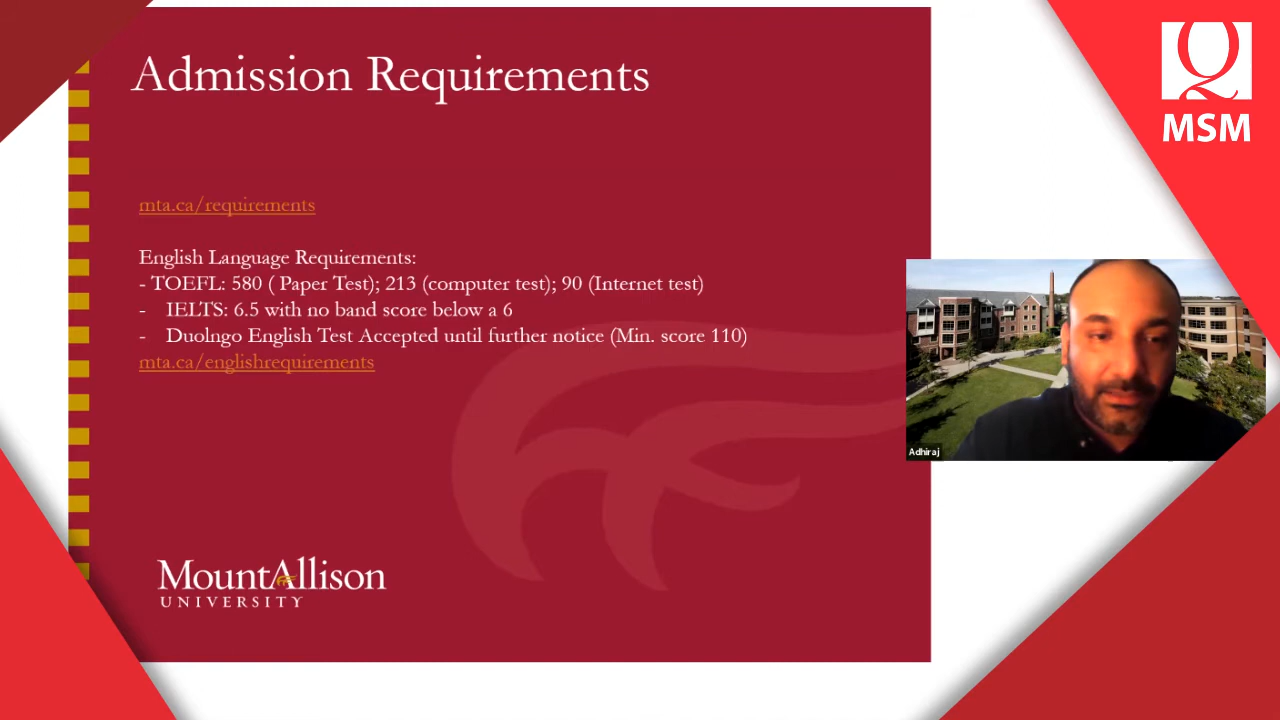 Admission Requirements
mta.ca/requirements
English Language Requirements:
- TOEFL: 580 ( Paper Test); 213 (computer test); 90 (Internet test)
- IELTS: 6.5 with no band score below a 6
- Duolngo English Test Accepted until further notice (Min. score 110)
mta.ca/englishrequirements
MountAllison
UNIVERSITY
Q
MSM
Adhiraj